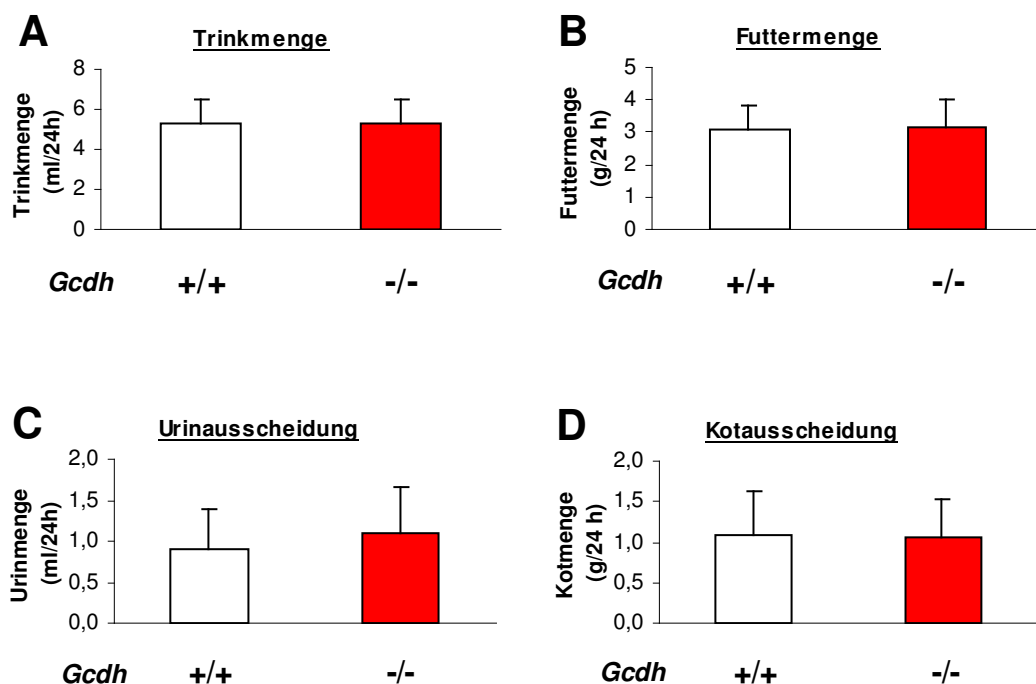 A
Trinkmenge
Trinkmenge
(ml/24h)
8
6
4
2
0
Gcdh +/+ -/-
B
Futtermenge
Futtermenge
(g/24 h)
5
4
3
2
1
0
Gcdh +/+ -/-
C
Urinausscheidung
Urinmenge
(ml/24h)
2,0
1,5
1,0
0,5
0,0
Gcdh +/+ -/-
D
Kotausscheidung
Kotmenge
(g/24 h)
2,0
1,5
1,0
0,5
0,0
Gcdh +/+ -/-